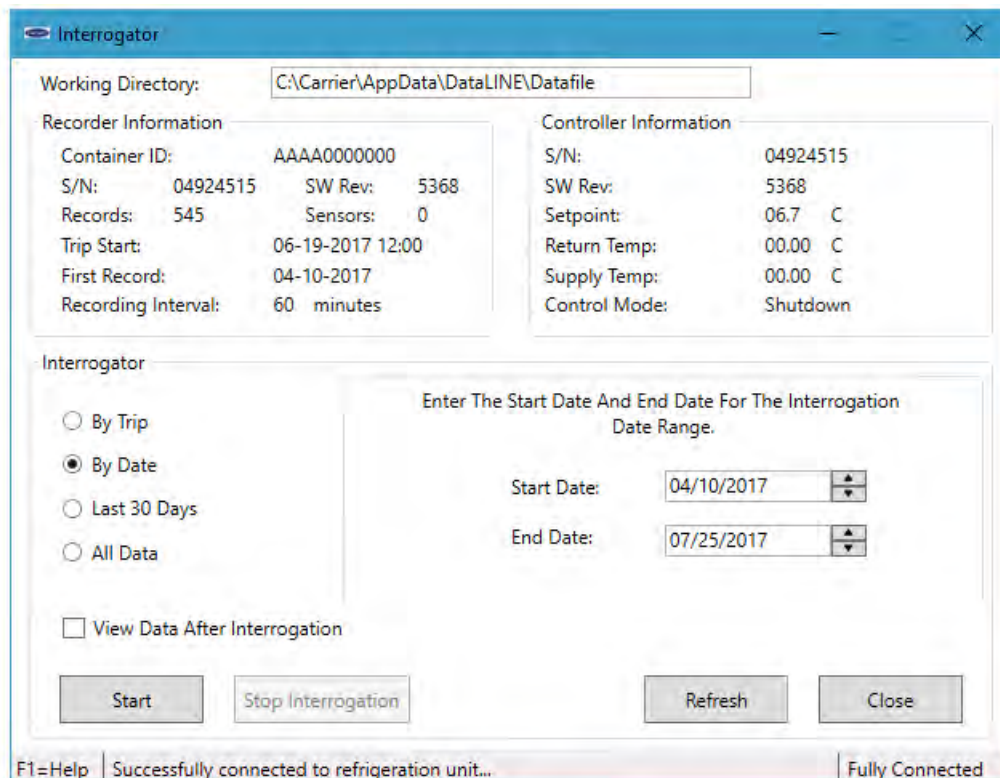 Interrogator
Working Directory: C:\Carrier\AppData\DataLINE\Datafile
Recorder Information
Container ID: AAAA0000000
S/N: 04924515 SW Rev: 5368
Records: 545 Sensors: 0
Trip Start: 06-19-2017 12:00
First Record: 04-10-2017
Recording Interval: 60 minutes
Controller Information
S/N: 04924515
SW Rev: 5368
Setpoint: 06.7 C
Return Temp: 00.00 C
Supply Temp: 00.00 C
Control Mode: Shutdown
Interrogator
By Trip
By Date
Last 30 Days
All Data
Enter The Start Date And End Date For The Interrogation
Date Range.
Start Date: 04/10/2017
End Date: 07/25/2017
View Data After Interrogation
Start Stop Interrogation Refresh Close
F1=Help Successfully connected to refrigeration unit... Fully Connected